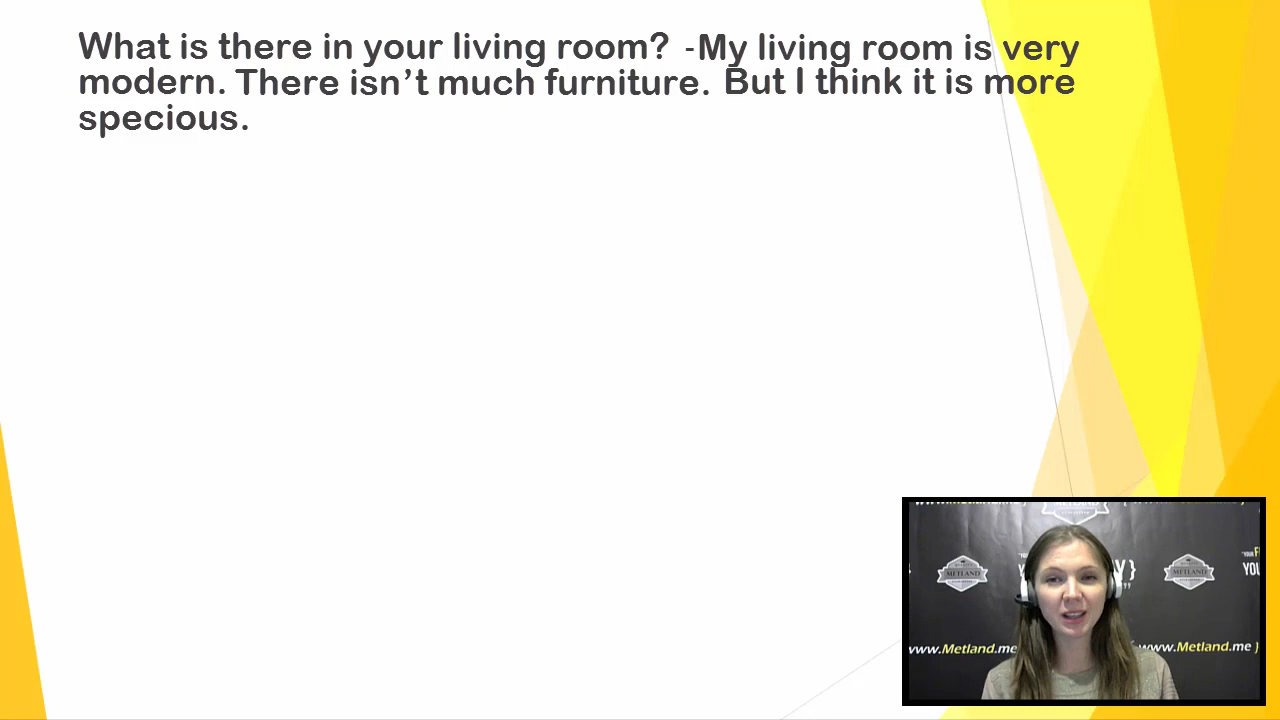 What is there in your living room? -My living room is very
modern. There isn’t much furniture. But I think it is more
specious.
METLAND
METLAND
www.Metland.me
www.Metland.me }